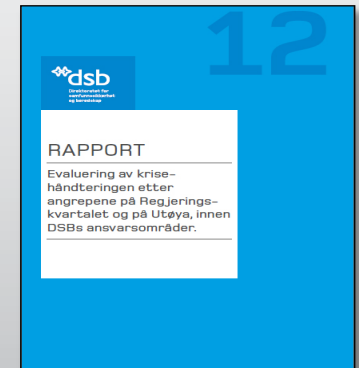 12
dsb
Direktoratet for
samfunnssikkerhet
og beredskap
RAPPORT
Evaluering av krise-
håndteringen etter
angrepene på Regjerings-
kvartalet og på Utøya, innen
DSBs ansvarsområder.